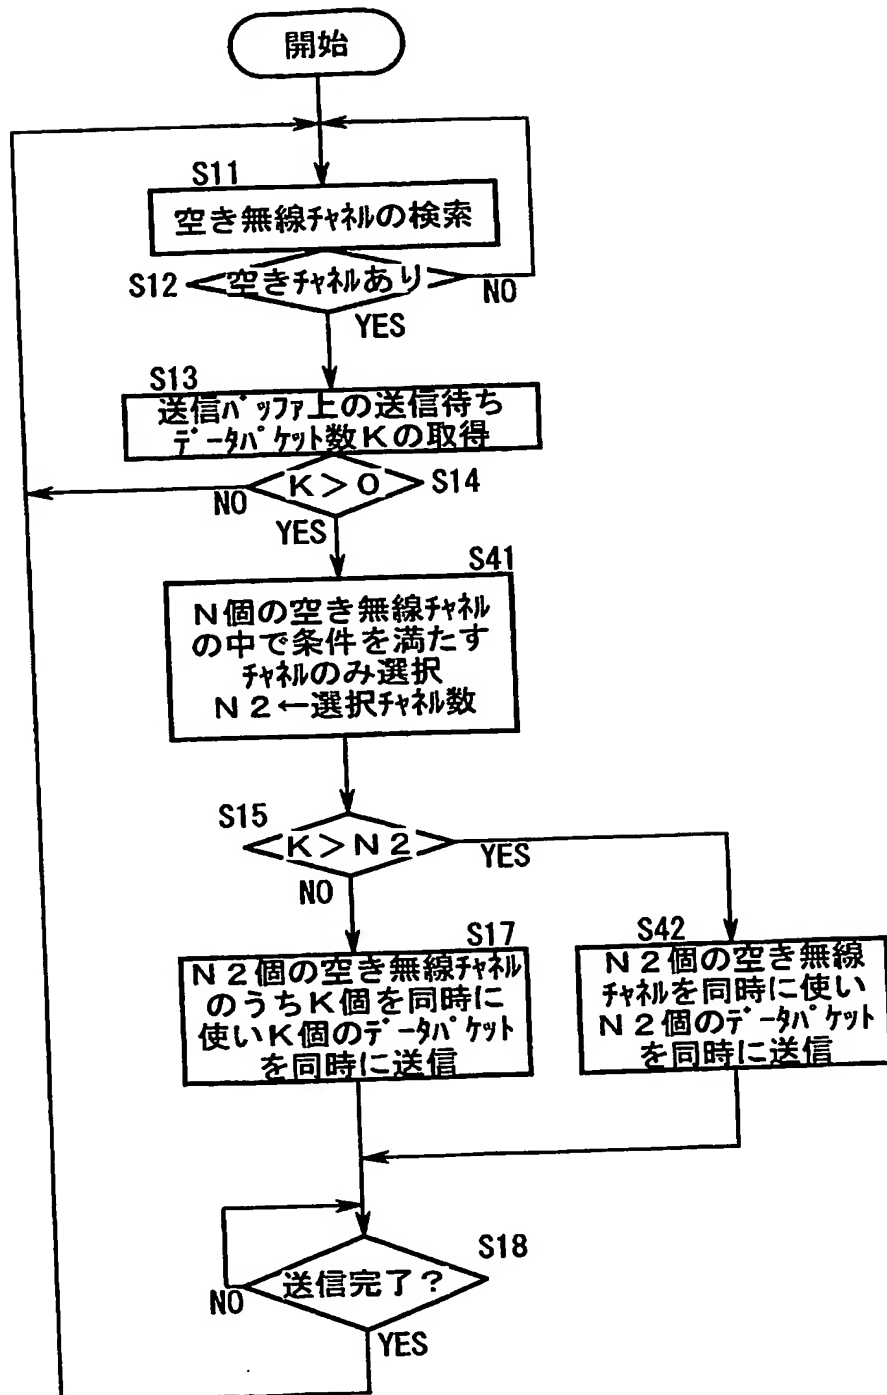 開始
S11
空き無線ﾁｬﾈﾙの検索
S12
空きﾁｬﾈﾙあり
NO
YES
S13
送信ﾊﾞｯﾌｧ上の送信待ち
ﾃﾞｰﾀﾊﾟｹｯﾄ数Kの取得
K>0
S14
NO
YES
S41
N個の空き無線ﾁｬﾈﾙ
の中で条件を満たす
ﾁｬﾈﾙのみ選択
N2←選択ﾁｬﾈﾙ数
S15
K>N2
YES
NO
S17
N2個の空き無線ﾁｬﾈﾙ
のうちK個を同時に
使いK個のﾃﾞｰﾀﾊﾟｹｯﾄ
を同時に送信
S42
N2個の空き無線
ﾁｬﾈﾙを同時に使い
N2個のﾃﾞｰﾀﾊﾟｹｯﾄ
を同時に送信
S18
送信完了?
NO
YES